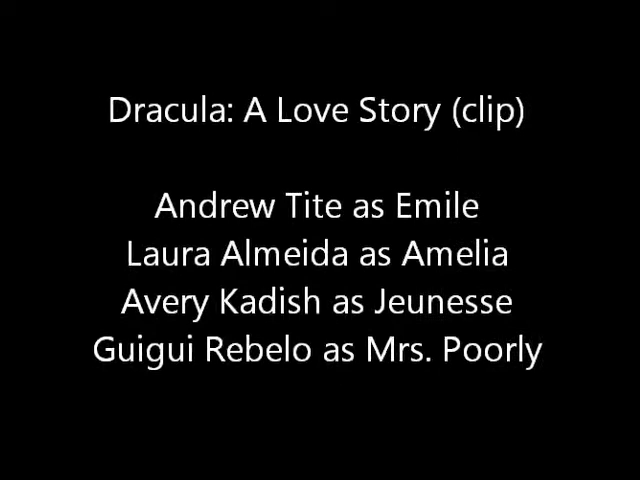 Dracula: A Love Story (clip)
Andrew Tite as Emile
Laura Almeida as Amelia
Avery Kadish as Jeunesse
Guigui Rebelo as Mrs. Poorly